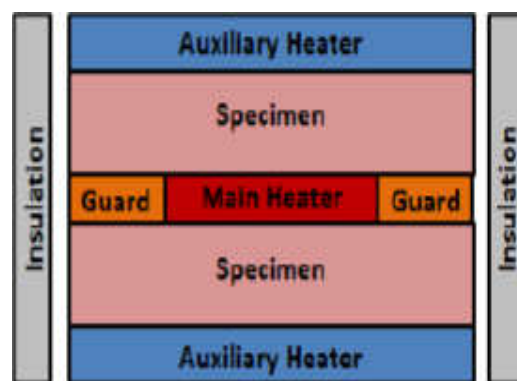 Auxiliary Heater
Specimen
Insulation
Guard
Main Heater
Guard
Insulation
Specimen
Auxiliary Heater